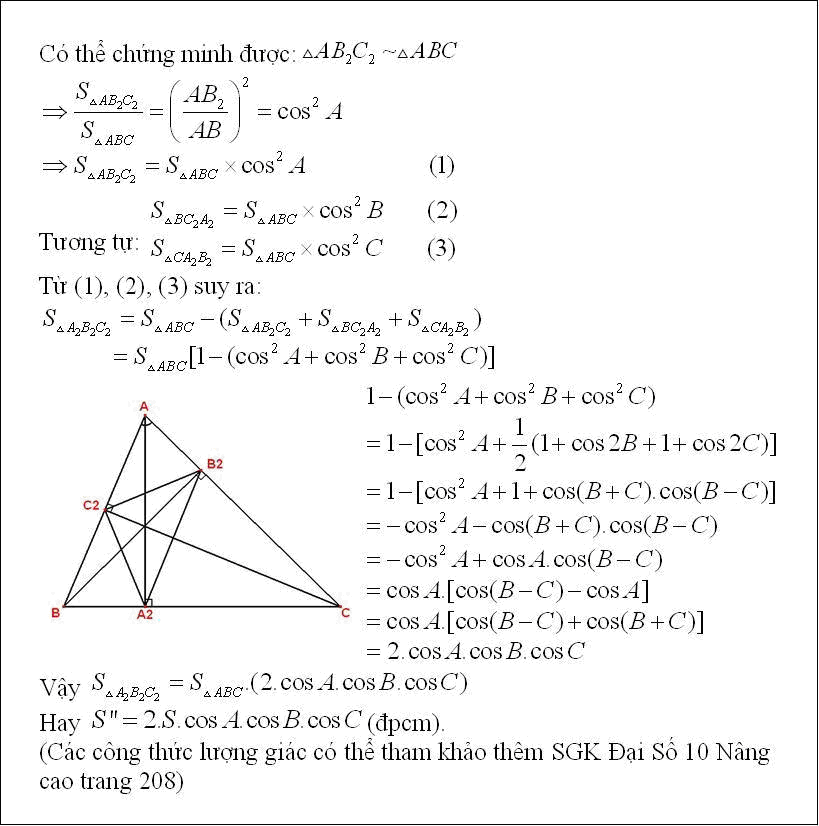 Có thể chứng minh được: △AB₂C₂ ~△ABC
⇒ S△AB₂C₂ / S△ABC = (AB₂ / AB)² = cos² A
⇒ S△AB₂C₂ = S△ABC × cos² A (1)
S△BC₂A₂ = S△ABC × cos² B (2)
Tương tự: S△CA₂B₂ = S△ABC × cos² C (3)
Từ (1), (2), (3) suy ra:
S△A₂B₂C₂ = S△ABC − (S△AB₂C₂ + S△BC₂A₂ + S△CA₂B₂)
= S△ABC[1 − (cos² A + cos² B + cos² C)]
A
B2
C2
B
A2
C
1 − (cos² A + cos² B + cos² C)
= 1 − [cos² A + 1/2(1 + cos 2B + 1 + cos 2C)]
= 1 − [cos² A + 1 + cos(B + C).cos(B − C)]
= −cos² A − cos(B + C).cos(B − C)
= −cos² A + cos A.cos(B − C)
= cos A.[cos(B − C) − cos A]
= cos A.[cos(B − C) + cos(B + C)]
= 2.cos A.cos B.cos C
Vậy S△A₂B₂C₂ = S△ABC.(2.cos A.cos B.cos C)
Hay S" = 2.S.cos A.cos B.cos C (đpcm).
(Các công thức lượng giác có thể tham khảo thêm SGK Đại Số 10 Nâng
cao trang 208)